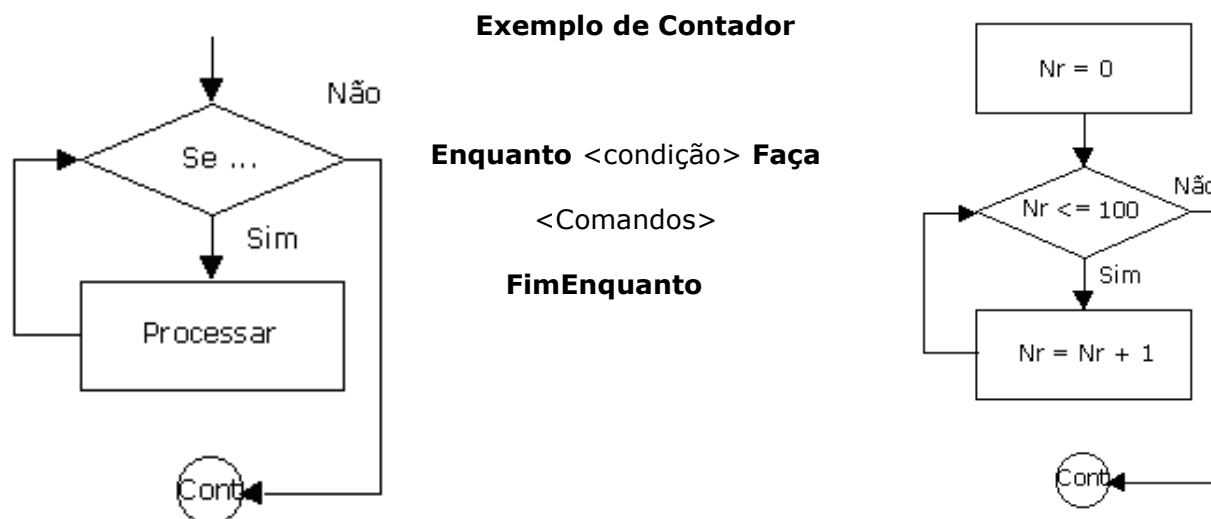 Exemplo de Contador
Não
Se ...
Sim
Processar
Cont
Enquanto <condição> Faça
<Comandos>
FimEnquanto
Nr = 0
Nr <= 100
Não
Sim
Nr = Nr + 1
Cont